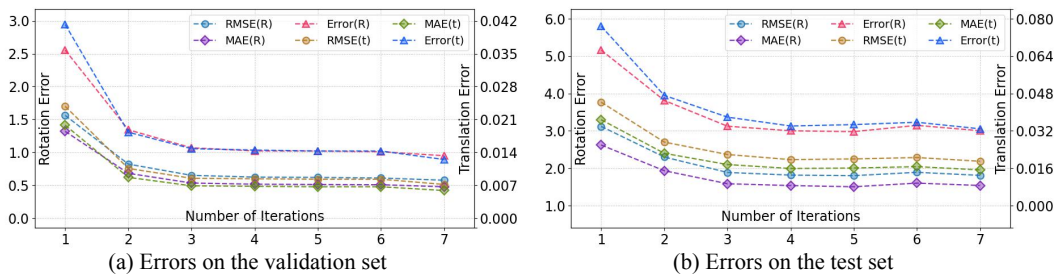 3.0
2.5
2.0
1.5
1.0
0.5
0.0
Rotation Error
RMSE(R)
Error(R)
MAE(t)
MAE(R)
RMSE(t)
Error(t)
0.042
0.035
0.028
0.021
0.014
0.007
0.000
Translation Error
Number of Iterations
1 2 3 4 5 6 7
(a) Errors on the validation set
6.0
5.0
4.0
3.0
2.0
1.0
Rotation Error
RMSE(R)
Error(R)
MAE(t)
MAE(R)
RMSE(t)
Error(t)
0.080
0.064
0.048
0.032
0.016
0.000
Translation Error
Number of Iterations
1 2 3 4 5 6 7
(b) Errors on the test set